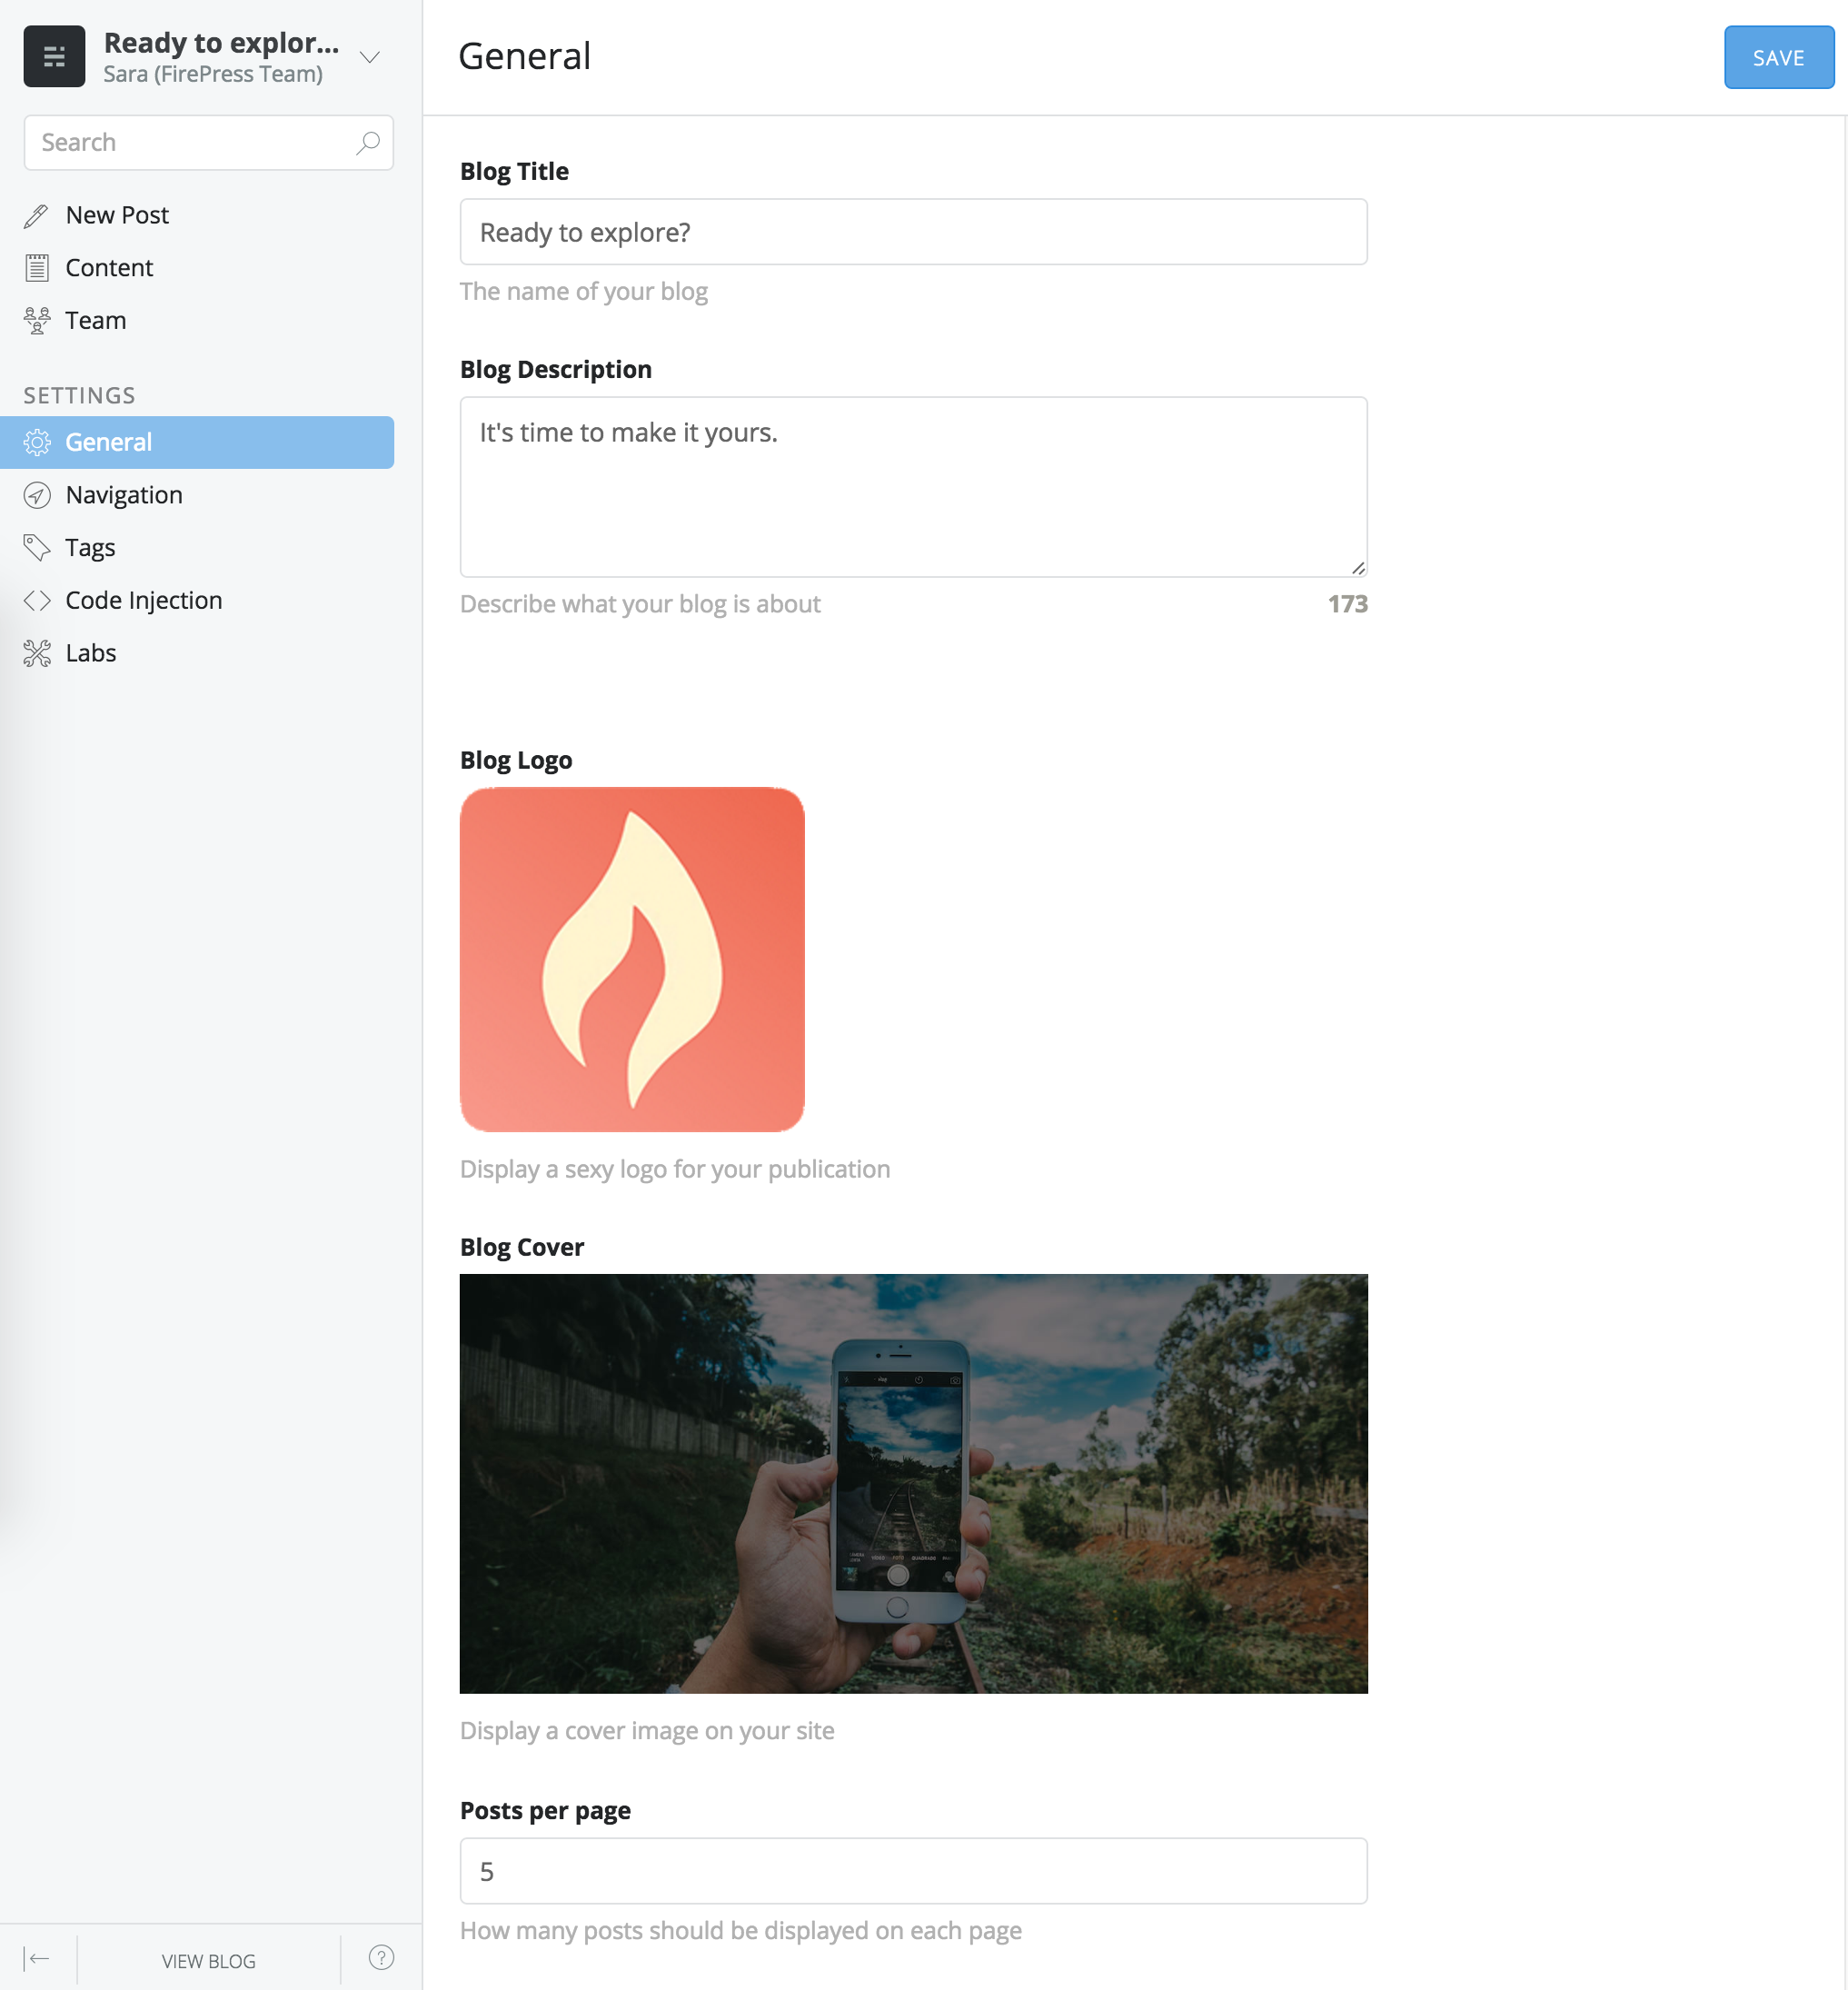 Ready to explor...
Sara (FirePress Team)
Search
New Post
Content
Team
SETTINGS
General
Navigation
Tags
Code Injection
Labs
VIEW BLOG
?
General
SAVE
Blog Title
Ready to explore?
The name of your blog
Blog Description
It's time to make it yours.
Describe what your blog is about
173
Blog Logo
Display a sexy logo for your publication
Blog Cover
VÍDEO FOTO QUADRADO
Display a cover image on your site
Posts per page
5
How many posts should be displayed on each page